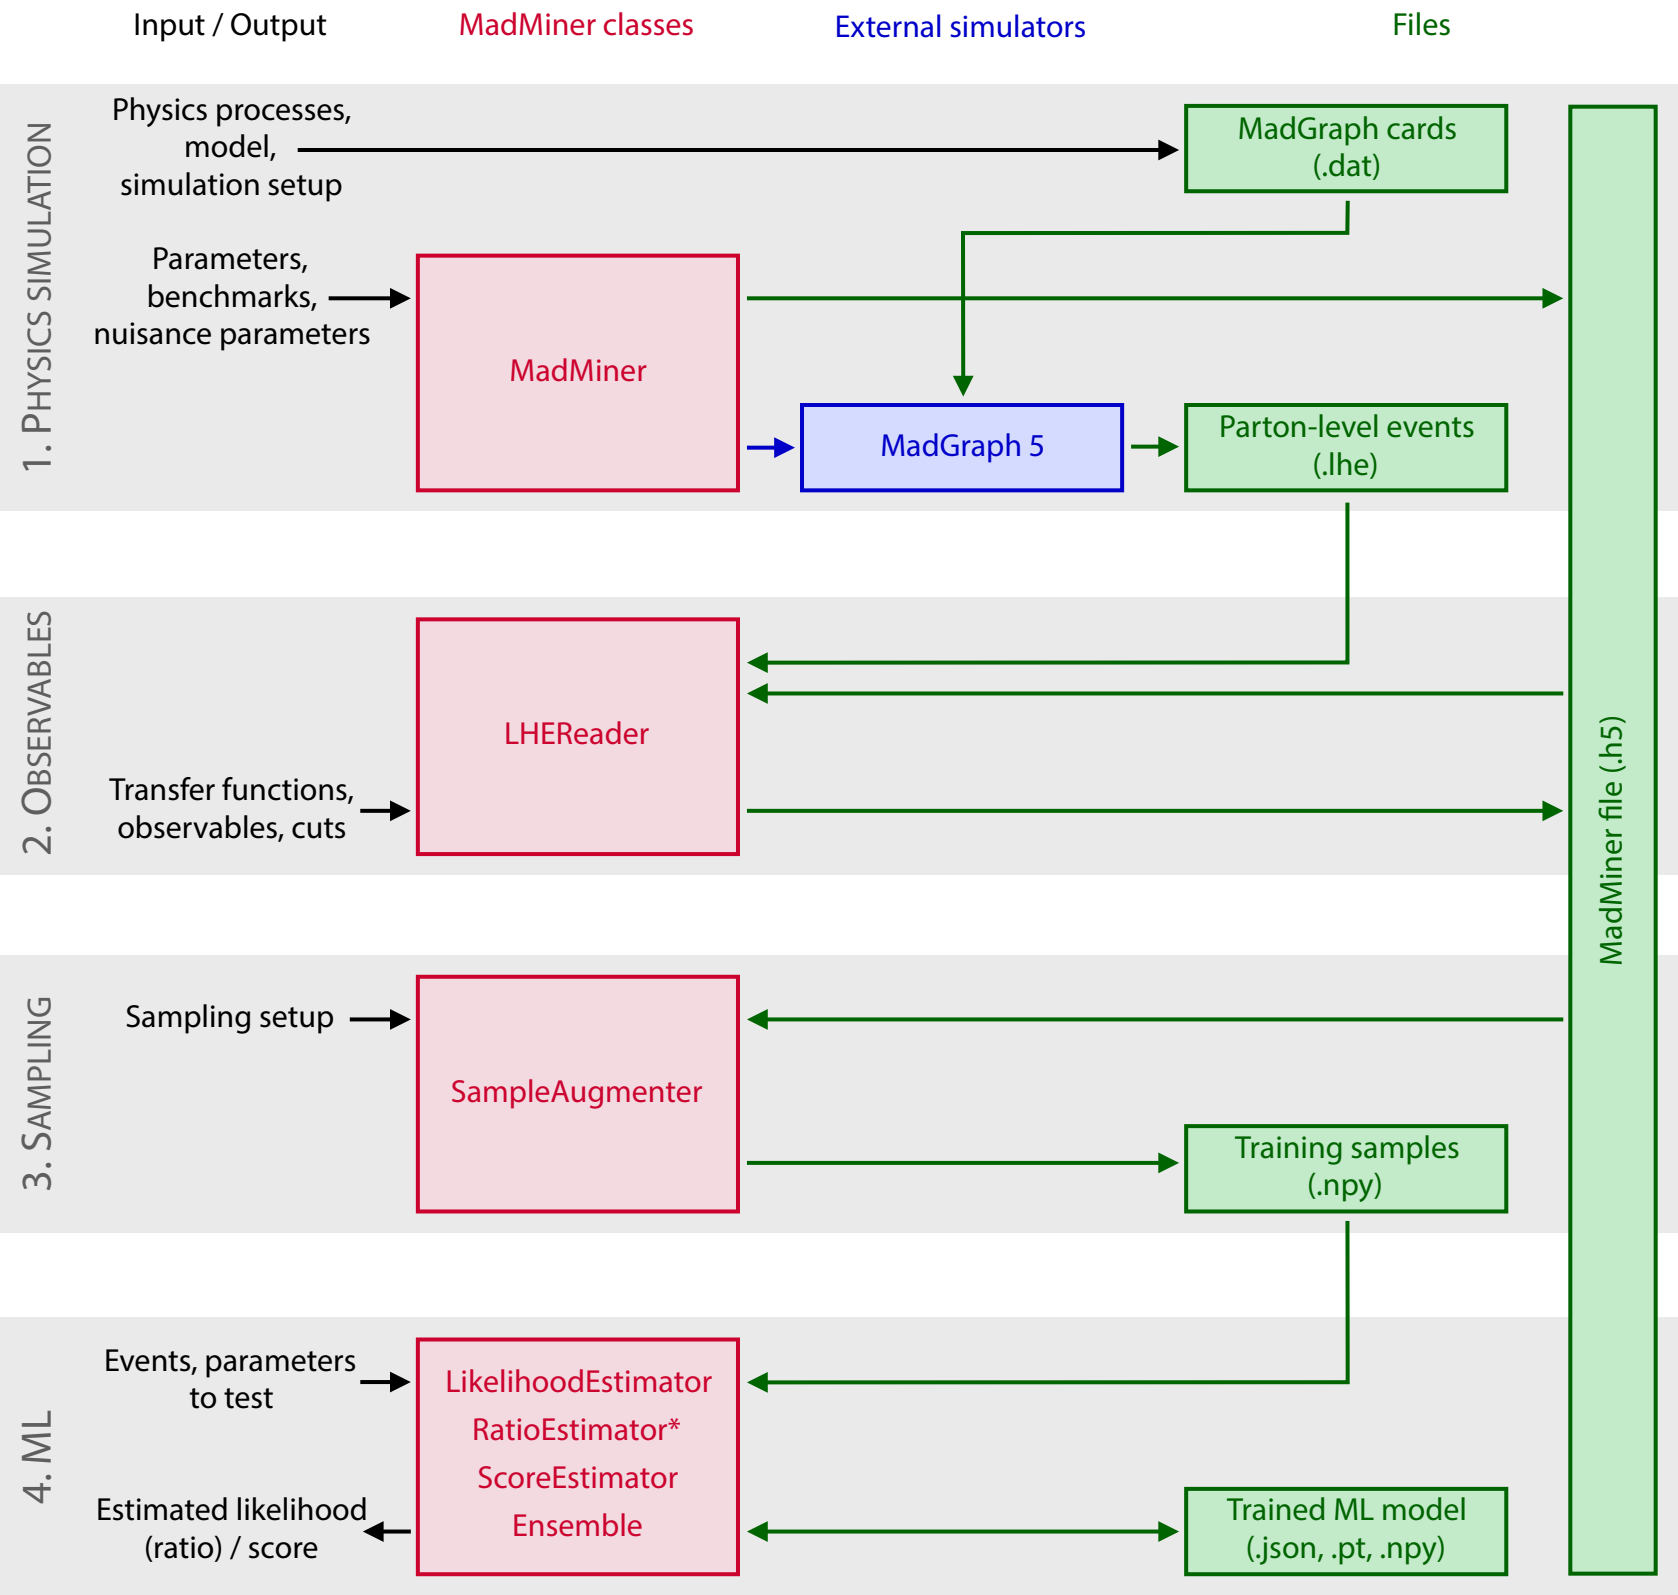 Input / Output
MadMiner classes
External simulators
Files
1. PHYSICS SIMULATION
Physics processes,
model,
simulation setup
MadGraph cards
(.dat)
Parameters,
benchmarks,
nuisance parameters
MadMiner
MadGraph 5
Parton-level events
(.lhe)
MadMiner file (.h5)
2. OBSERVABLES
LHEReader
Transfer functions,
observables, cuts
3. SAMPLING
Sampling setup
SampleAugmenter
Training samples
(.npy)
4. ML
Events, parameters
to test
LikelihoodEstimator
RatioEstimator*
ScoreEstimator
Ensemble
Estimated likelihood
(ratio) / score
Trained ML model
(.json, .pt, .npy)